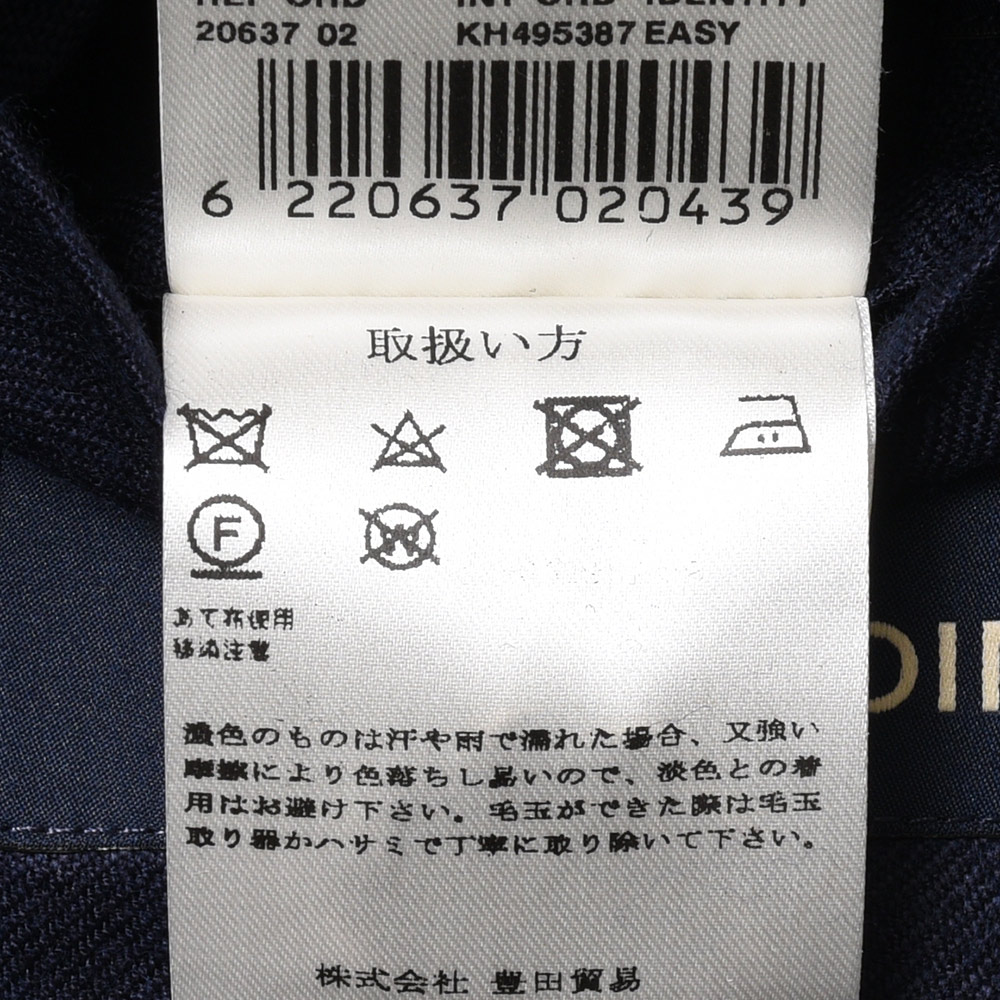 20637 02 KH495387 EASY
6 220637 020439
取扱い方
F
W
あて布使用
移染注意
濃色のものは汗や雨で濡れた場合、又強い
摩擦により色落ちし易いので、淡色との着
用はお避け下さい。毛玉ができた際は毛玉
取り器かハサミで丁寧に取り除いて下さい。
株式会社 豊田貿易